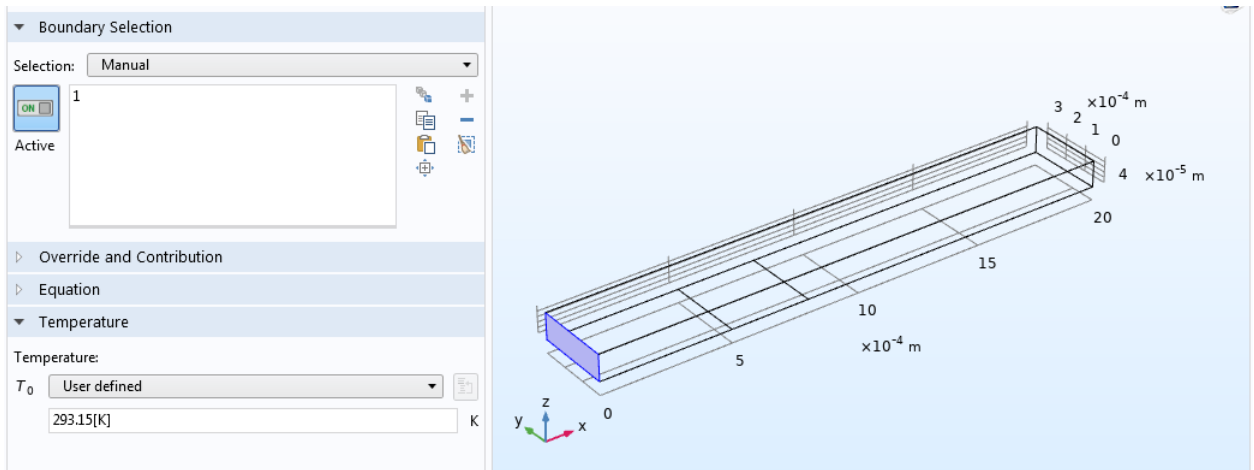 Boundary Selection
Selection: Manual
ON
1
Active
Override and Contribution
Equation
Temperature
Temperature:
T0 User defined
293.15[K] K
3 ×10⁻⁴ m
2
1
0
4 ×10⁻⁵ m
20
15
10
×10⁻⁴ m
5
0
z
y x